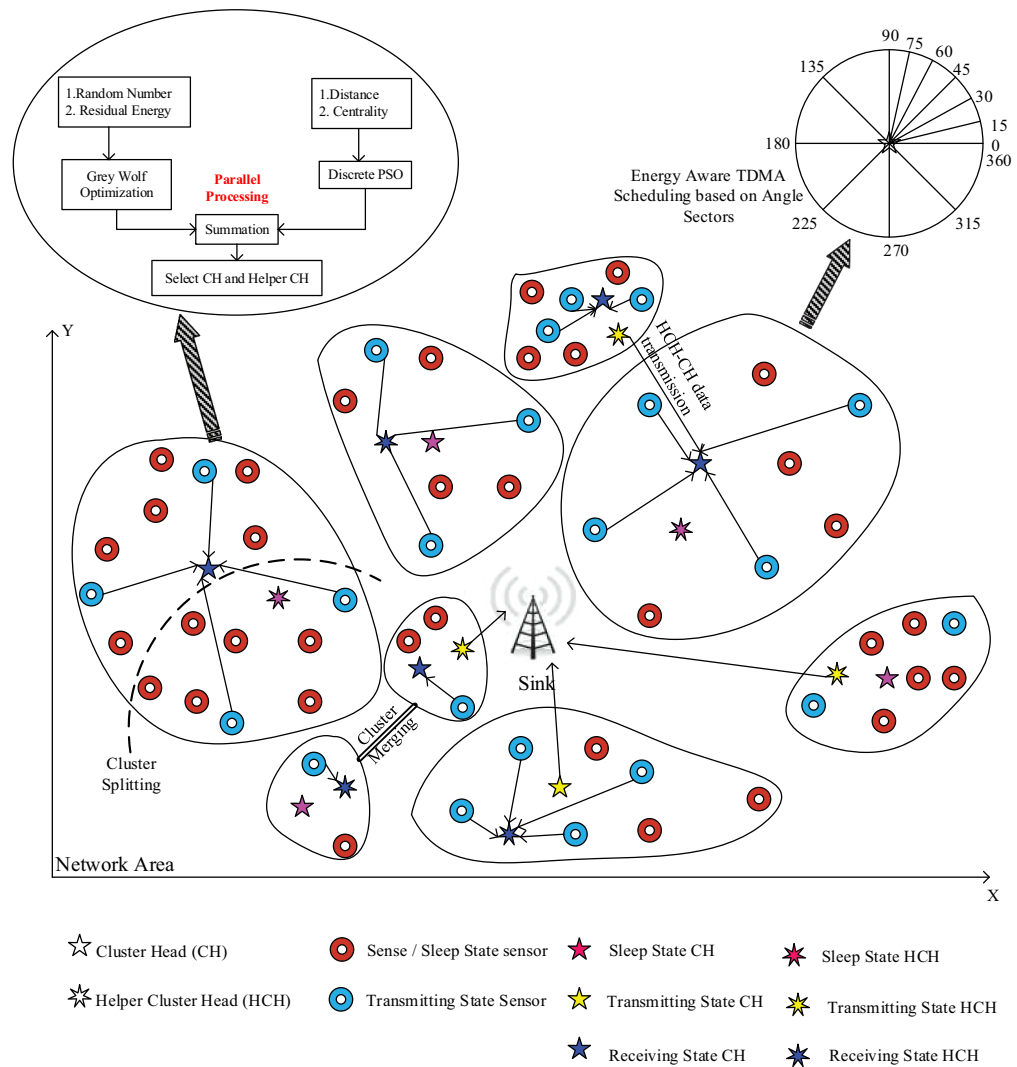 1.Random Number
2. Residual Energy
1.Distance
2. Centrality
Grey Wolf
Optimization
Parallel
Processing
Discrete PSO
Summation
Select CH and Helper CH
90
75
60
45
30
15
0
360
135
180
225
270
315
Energy Aware TDMA
Scheduling based on Angle
Sectors
Y
HCH-CH data
transmission
Sink
Cluster
Merging
Cluster
Splitting
Network Area
X
Cluster Head (CH)
Helper Cluster Head (HCH)
Sense / Sleep State sensor
Transmitting State Sensor
Sleep State CH
Transmitting State CH
Receiving State CH
Sleep State HCH
Transmitting State HCH
Receiving State HCH